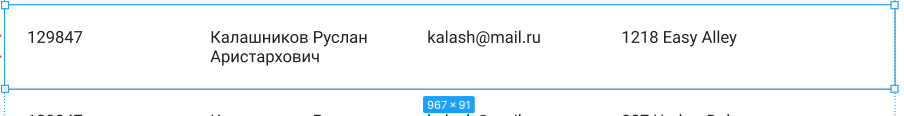 129847 Калашников Руслан kalash@mail.ru 1218 Easy Alley
Аристархович
967 × 91